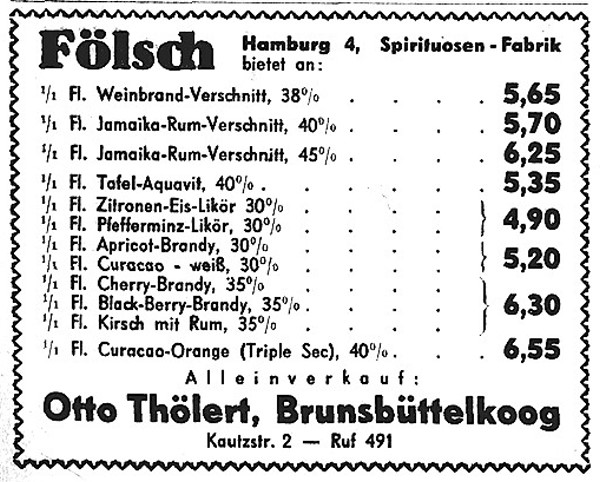 Fölsch Hamburg 4, Spirituosen-Fabrik
bietet an:
1/1 Fl. Weinbrand-Verschnitt, 38% . . . . 5,65
1/1 Fl. Jamaika-Rum-Verschnitt, 40% . . . . 5,70
1/1 Fl. Jamaika-Rum-Verschnitt, 45% . . . . 6,25
1/1 Fl. Tafel-Aquavit, 40% . . . . . . 5,35
1/1 Fl. Zitronen-Eis-Likör 30% . . . . .
1/1 Fl. Pfefferminz-Likör, 30% . . . . . } 4,90
1/1 Fl. Apricot-Brandy, 30% . . . . .
1/1 Fl. Curacao - weiß, 30% . . . . . } 5,20
1/1 Fl. Cherry-Brandy, 35% . . . . .
1/1 Fl. Black-Berry-Brandy, 35% . . . . . } 6,30
1/1 Fl. Kirsch mit Rum, 35% . . . . .
1/1 Fl. Curacao-Orange (Triple Sec), 40% . . . 6,55
Alleinverkauf:
Otto Thölert, Brunsbüttelkoog
Kautzstr. 2 — Ruf 491